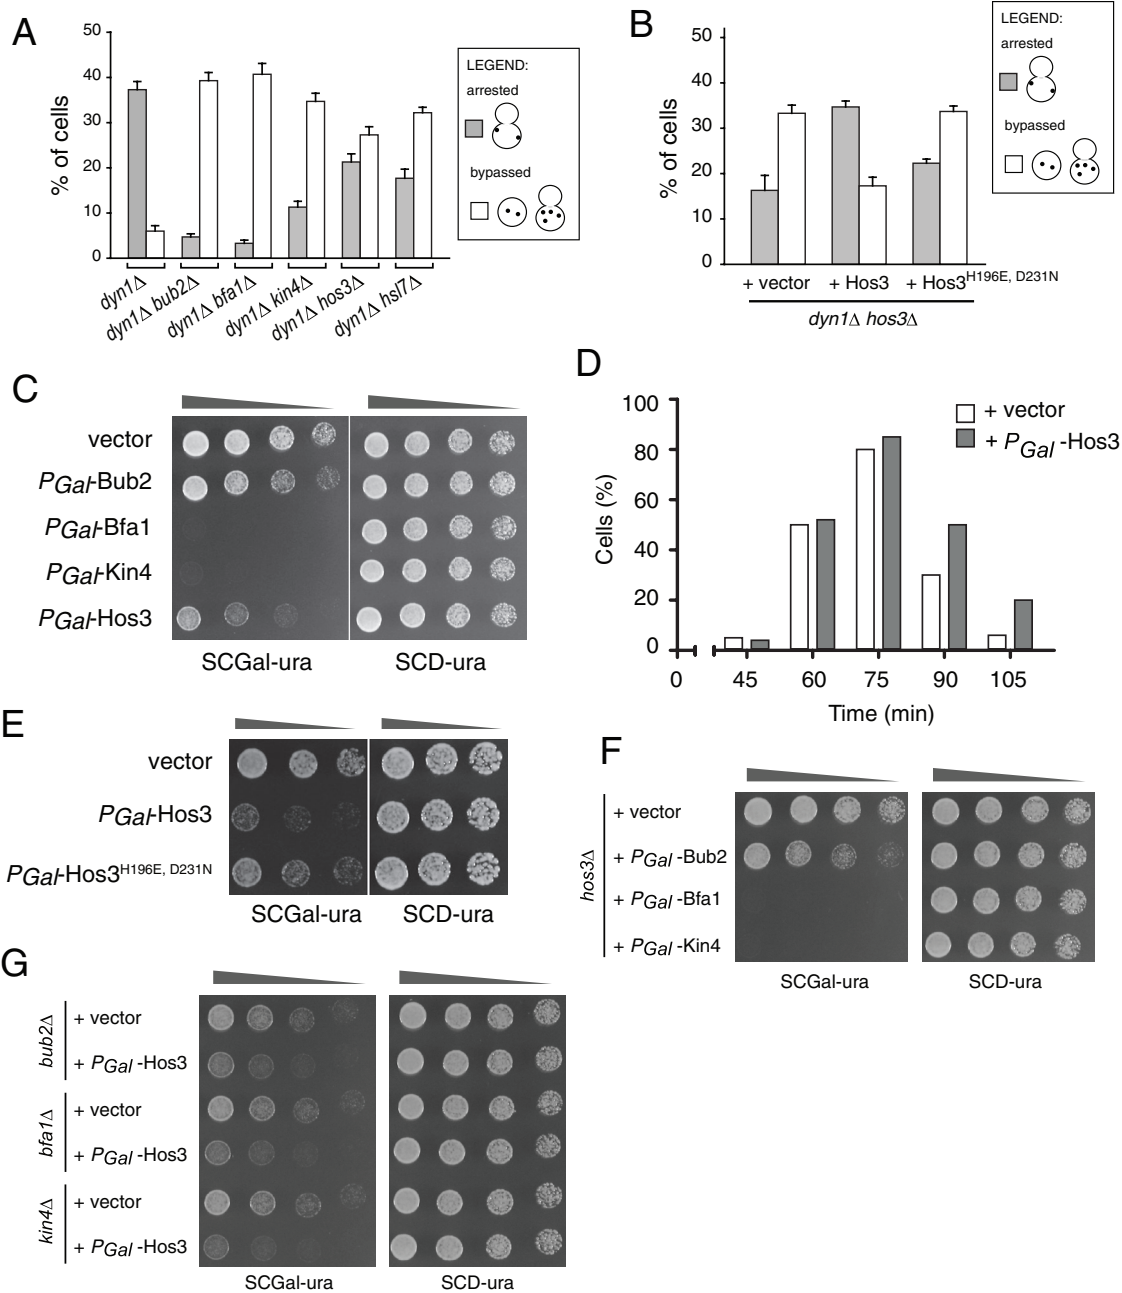 A
50
40
30
20
10
0
% of cells
dyn1Δ
dyn1Δ bub2Δ
dyn1Δ bfa1Δ
dyn1Δ kin4Δ
dyn1Δ hos3Δ
dyn1Δ hsl7Δ
LEGEND:
arrested
bypassed
B
50
40
30
20
10
0
% of cells
+ vector
+ Hos3
+ Hos3H196E, D231N
dyn1Δ hos3Δ
LEGEND:
arrested
bypassed
C
vector
PGal-Bub2
PGal-Bfa1
PGal-Kin4
PGal-Hos3
SCGal-ura
SCD-ura
D
100
80
60
40
20
0
Cells (%)
0
45
60
75
90
105
Time (min)
+ vector
+ PGal -Hos3
E
vector
PGal-Hos3
PGal-Hos3H196E, D231N
SCGal-ura
SCD-ura
F
hos3Δ
+ vector
+ PGal -Bub2
+ PGal -Bfa1
+ PGal -Kin4
SCGal-ura
SCD-ura
G
bub2Δ
+ vector
+ PGal -Hos3
bfa1Δ
+ vector
+ PGal -Hos3
kin4Δ
+ vector
+ PGal -Hos3
SCGal-ura
SCD-ura